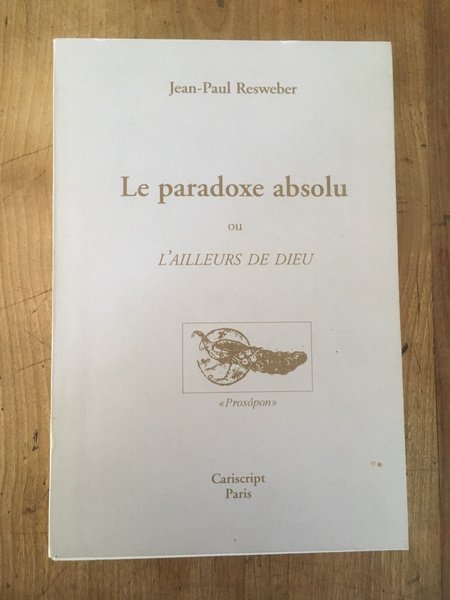 Jean-Paul Resweber
Le paradoxe absolu
ou
L'AILLEURS DE DIEU
«Prosôpon»
Cariscript
Paris